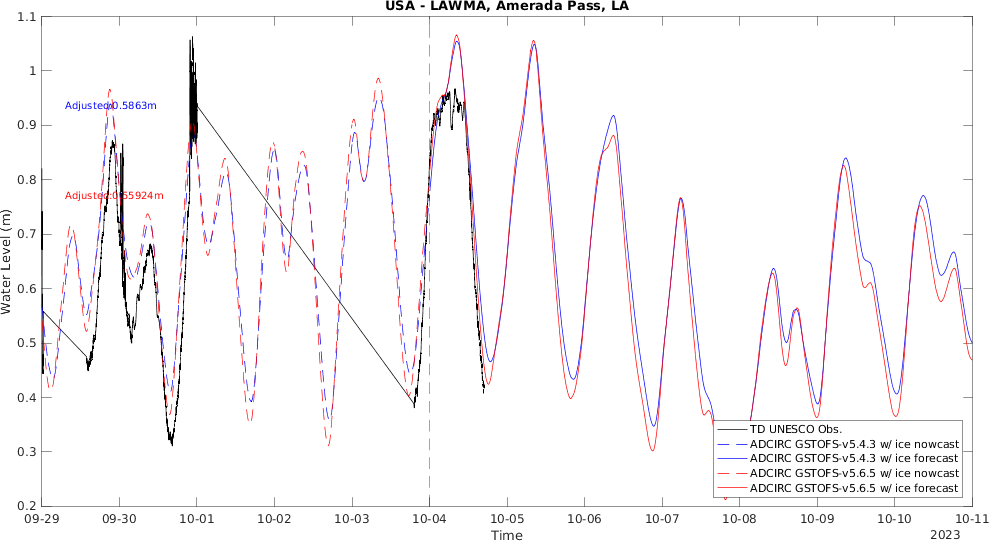 USA - LAWMA, Amerada Pass, LA
1.1
1
0.9
0.8
0.7
0.6
0.5
0.4
0.3
0.2
Water Level (m)
Adjusted:0.5863m
Adjusted:0.65924m
TD UNESCO Obs.
ADCIRC GSTOFS-v5.4.3 w/ ice nowcast
ADCIRC GSTOFS-v5.4.3 w/ ice forecast
ADCIRC GSTOFS-v5.6.5 w/ ice nowcast
ADCIRC GSTOFS-v5.6.5 w/ ice forecast
09-29 09-30 10-01 10-02 10-03 10-04 10-05 10-06 10-07 10-08 10-09 10-10 10-11
Time
2023